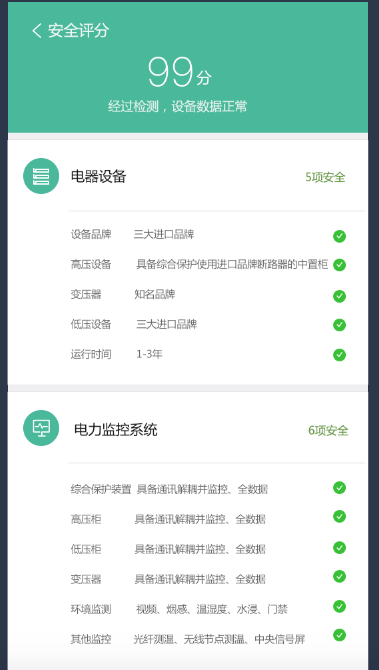 安全评分
99分
经过检测，设备数据正常
电器设备 5项安全
设备品牌 三大进口品牌
高压设备 具备综合保护使用进口品牌断路器的中置柜
变压器 知名品牌
低压设备 三大进口品牌
运行时间 1-3年
电力监控系统 6项安全
综合保护装置 具备通讯解耦并监控、全数据
高压柜 具备通讯解耦并监控、全数据
低压柜 具备通讯解耦并监控、全数据
变压器 具备通讯解耦并监控、全数据
环境监测 视频、烟感、温湿度、水浸、门禁
其他监控 光纤测温、无线节点测温、中央信号屏